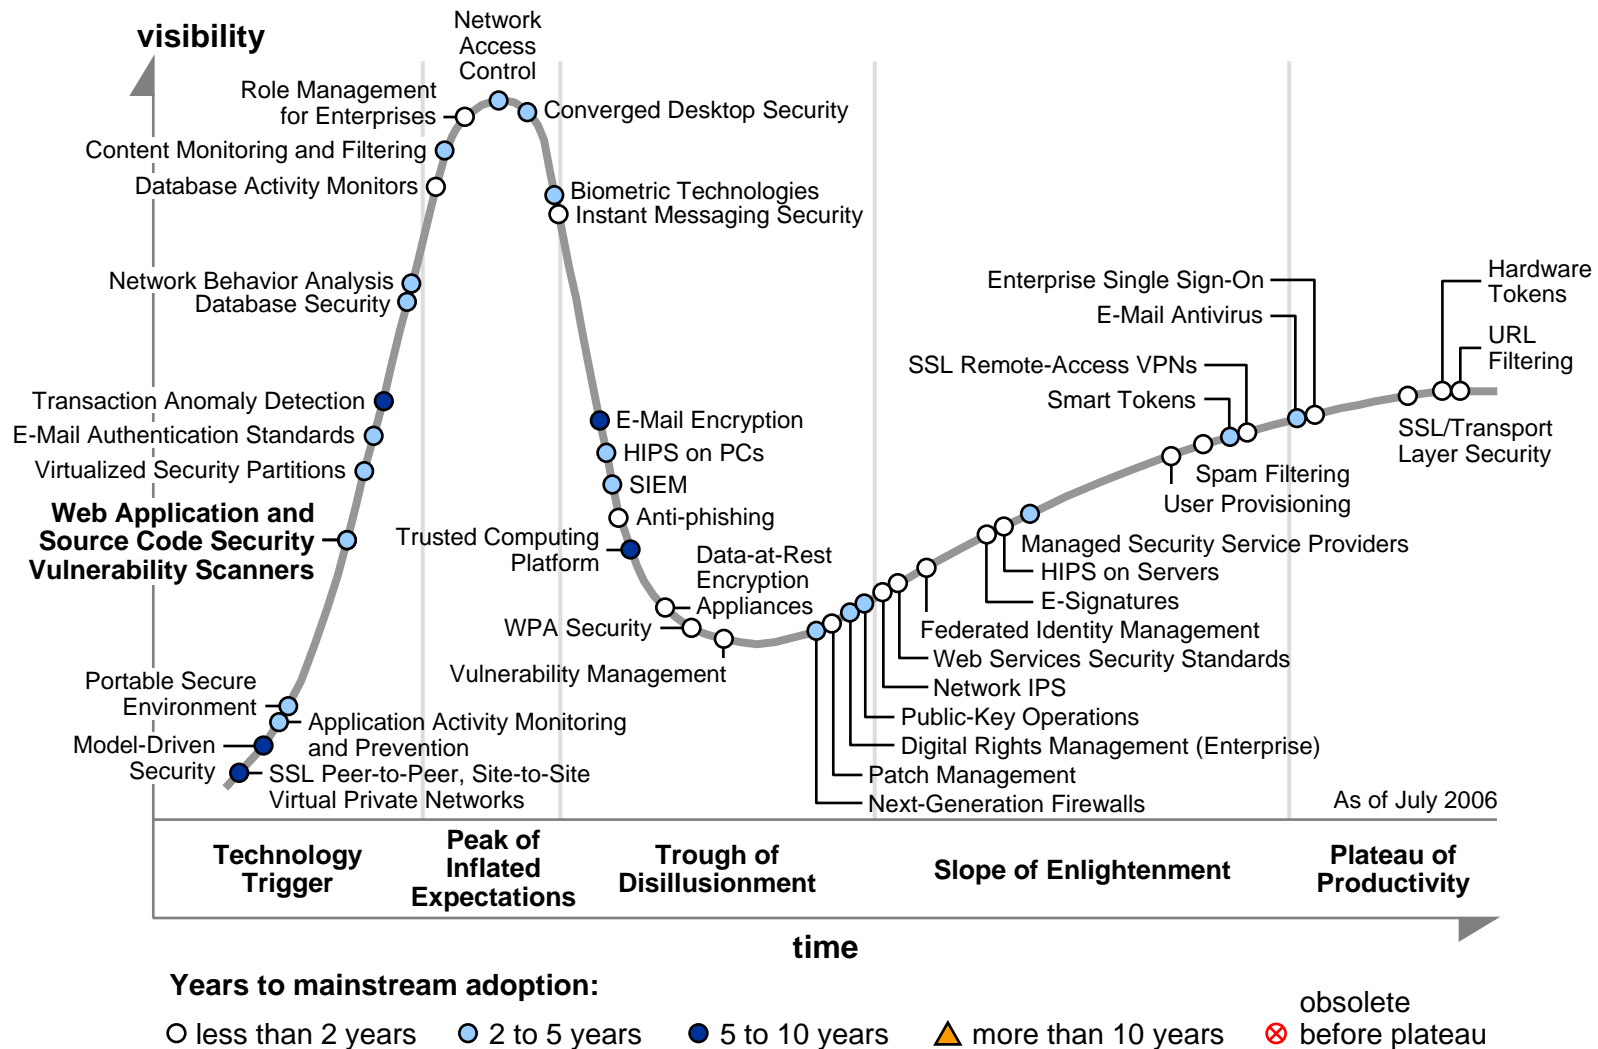 visibility
Network
Access
Control
Role Management
for Enterprises
Converged Desktop Security
Content Monitoring and Filtering
Database Activity Monitors
Biometric Technologies
Instant Messaging Security
Network Behavior Analysis
Database Security
Enterprise Single Sign-On
E-Mail Antivirus
Hardware
Tokens
URL
Filtering
SSL Remote-Access VPNs
Smart Tokens
Transaction Anomaly Detection
E-Mail Authentication Standards
Virtualized Security Partitions
Web Application and
Source Code Security
Vulnerability Scanners
E-Mail Encryption
HIPS on PCs
SIEM
Anti-phishing
Trusted Computing
Platform
Data-at-Rest
Encryption
Appliances
WPA Security
Vulnerability Management
SSL/Transport
Layer Security
Spam Filtering
User Provisioning
Managed Security Service Providers
HIPS on Servers
E-Signatures
Federated Identity Management
Web Services Security Standards
Network IPS
Public-Key Operations
Digital Rights Management (Enterprise)
Patch Management
Next-Generation Firewalls
Portable Secure
Environment
Application Activity Monitoring
and Prevention
Model-Driven
Security
SSL Peer-to-Peer, Site-to-Site
Virtual Private Networks
As of July 2006
Technology
Trigger
Peak of
Inflated
Expectations
Trough of
Disillusionment
Slope of Enlightenment
Plateau of
Productivity
time
Years to mainstream adoption:
less than 2 years
2 to 5 years
5 to 10 years
more than 10 years
obsolete
before plateau